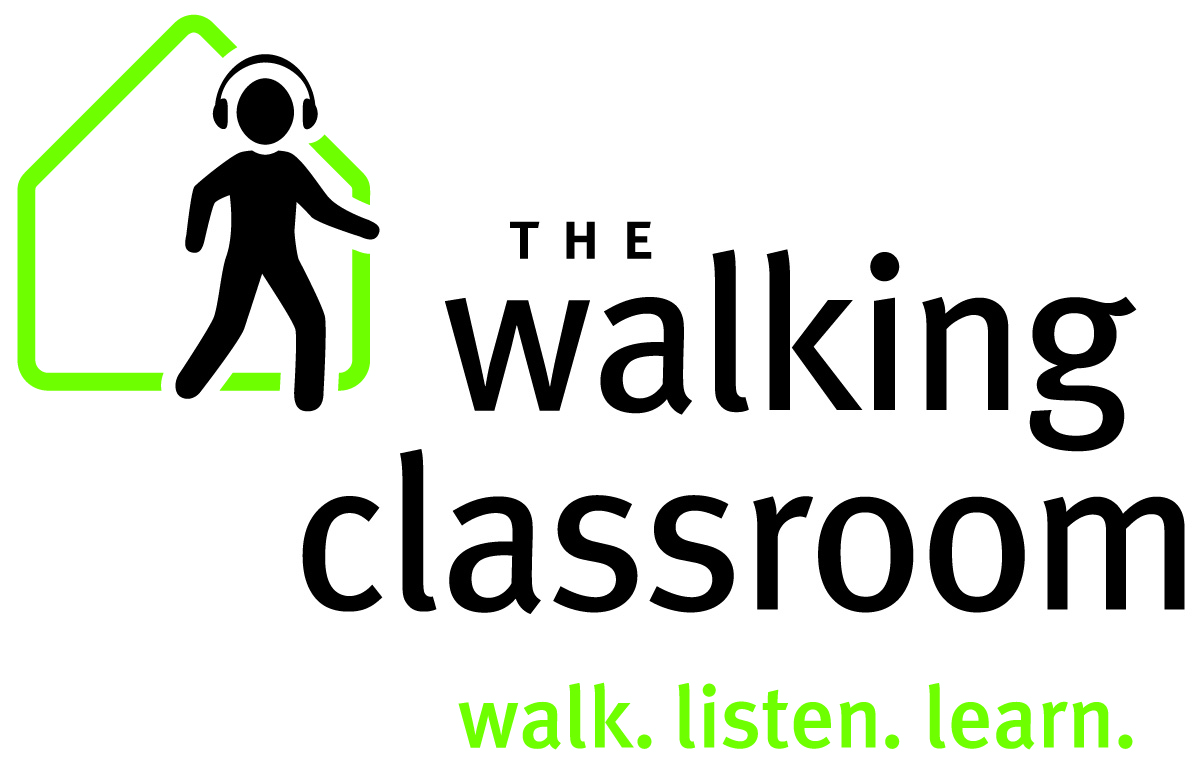 THE
walking
classroom
walk. listen. learn.